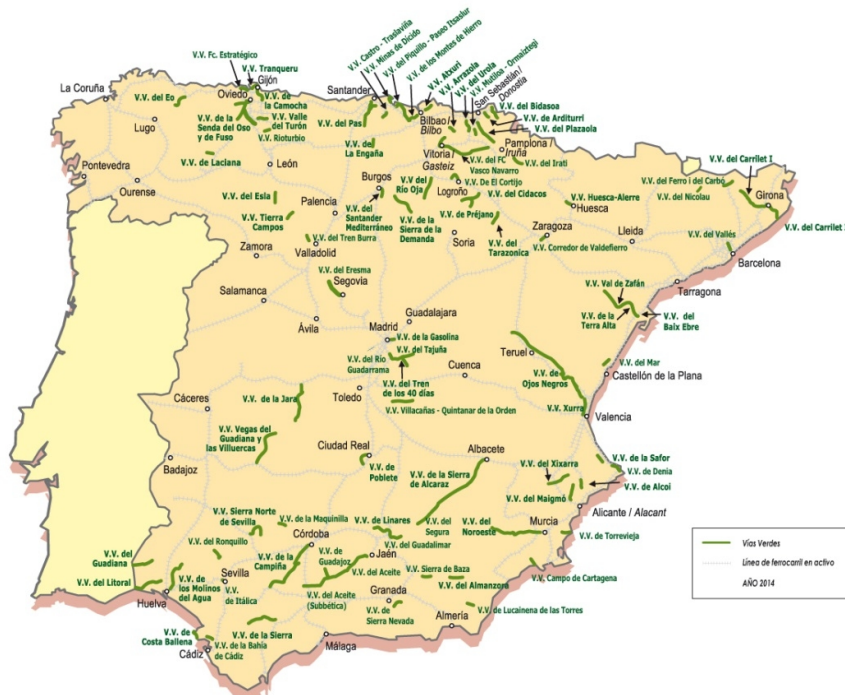 V.V. Castro - Traslaviña
V.V. Minas de Dícido
V.V. del Piquillo - Paseo Itsaslur
V.V. de los Montes de Hierro
V.V. Atxuri
V.V. Arrazola
V.V. del Urola
V.V. Mutiloa - Ormaiztegi
San Sebastián/
Donostia
V.V. Fc. Estratégico
V.V. Tranqueru
Gijón
La Coruña
V.V. del Eo
Oviedo
V.V. de
la Camocha
Santander
Bilbao/
Bilbo
V.V. del Bidasoa
V.V. de Arditurri
V.V. del Plazaola
Lugo
V.V. de la
Senda del Oso
y de Fuso
V.V. Valle
del Turón
V.V. Rioturbio
V.V. del Pas
V.V. de
La Engaña
Vitoria/
Gasteiz
Pamplona/
Iruña
V.V. del FC
Vasco Navarro
V.V. del Irati
Pontevedra
Ourense
V.V. de Laciana
León
Burgos
V.V. del
Río Oja
Logroño
V.V. De El Cortijo
V.V. del Cidacos
V.V. Huesca-Alerre
Huesca
V.V. del Ferro i del Carbó
V.V. del Nicolau
V.V. del Carrilet I
Girona
V.V. del Carrilet
V.V. del Esla
V.V. Tierra
Campos
Palencia
V.V. del
Santander
Mediterráneo
V.V. de la
Sierra de la
Demanda
V.V. de Préjano
Soria
V.V. del
Tarazonica
Zaragoza
V.V. Corredor de Valdefierro
Lleida
V.V. del Vallés
Barcelona
Zamora
V.V. del Tren Burra
Valladolid
V.V. del Eresma
Segovia
Salamanca
Ávila
Guadalajara
Madrid
V.V. de la Gasolina
V.V. del Tajuña
V.V. del Río
Guadarrama
V.V. del Tren
de los 40 días
Cuenca
Teruel
V.V. de
Ojos Negros
V.V. Val de Zafán
V.V. de la
Terra Alta
V.V. del
Baix Ebre
Tarragona
V.V. del Mar
Castellón de la Plana
Cáceres
V.V. de la Jara
Toledo
V.V. Villacañas - Quintanar de la Orden
V.V. Xurra
Valencia
V.V. Vegas del
Guadiana y
las Villuercas
Badajoz
Ciudad Real
V.V. de
Poblete
Albacete
V.V. de la Sierra
de Alcaraz
V.V. del Xixarra
V.V. del Maigmó
V.V. de la Safor
V.V. de Denia
V.V. de Alcoi
Alicante / Alacant
V.V. Sierra Norte
de Sevilla
V.V. de la Maquinilla
V.V. de Linares
V.V. del
Segura
V.V. del
Noroeste
Murcia
V.V. de Torrevieja
V.V. del Ronquillo
Córdoba
V.V. del Guadalimar
V.V. del
Guadiana
V.V. del Litoral
V.V. de
los Molinos
del Agua
Huelva
Sevilla
V.V.
de Itálica
V.V. de la
Campiña
V.V. de
Guadajoz
Jaén
V.V. del Aceite
V.V. del Aceite
(Subbética)
V.V. Sierra de Baza
V.V. del Almanzora
V.V. Campo de Cartagena
Granada
V.V. de
Sierra Nevada
Almería
V.V. de Lucainena de las Torres
V.V. de
Costa Ballena
Cádiz
V.V. de la Bahía
de Cádiz
V.V. de la Sierra
Málaga
Vías Verdes
Línea de ferrocarril en activo
AÑO 2014